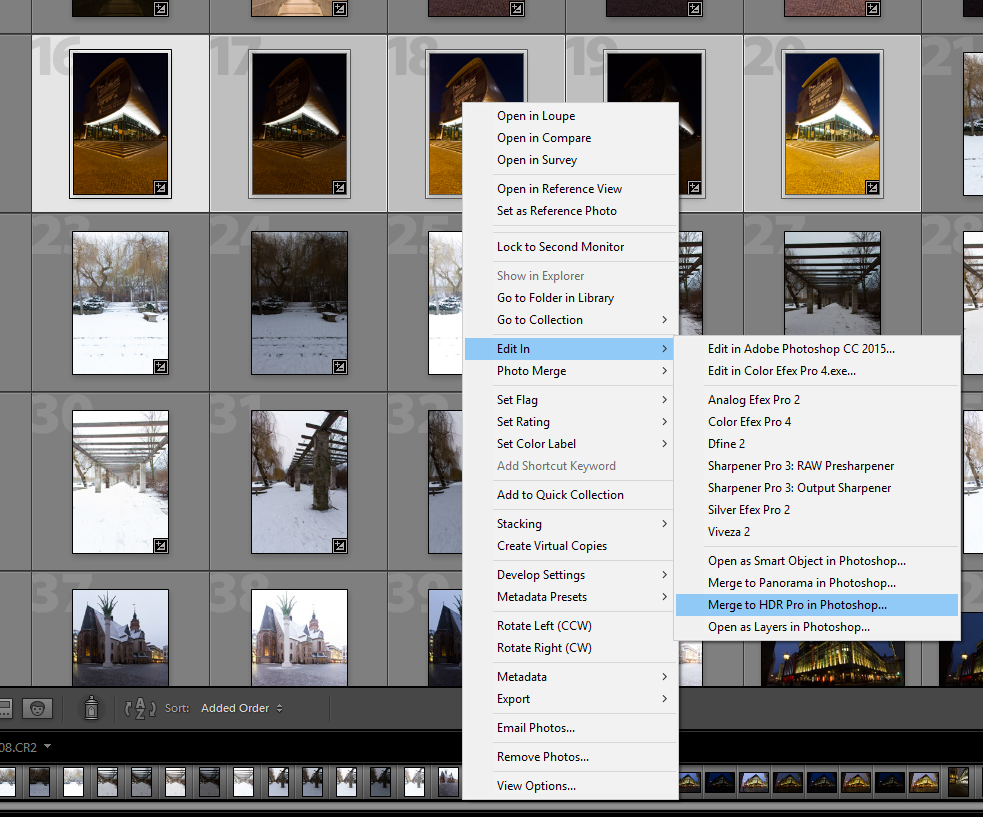 16
17
18
19
20
21
Open in Loupe
Open in Compare
Open in Survey
Open in Reference View
Set as Reference Photo
Lock to Second Monitor
Show in Explorer
Go to Folder in Library
Go to Collection
Edit In
Photo Merge
Set Flag
Set Rating
Set Color Label
Add Shortcut Keyword
Add to Quick Collection
Stacking
Create Virtual Copies
Develop Settings
Metadata Presets
Rotate Left (CCW)
Rotate Right (CW)
Metadata
Export
Email Photos...
Remove Photos...
View Options...
23
24
25
27
28
Edit in Adobe Photoshop CC 2015...
Edit in Color Efex Pro 4.exe...
Analog Efex Pro 2
Color Efex Pro 4
Dfine 2
Sharpener Pro 3: RAW Presharpener
Sharpener Pro 3: Output Sharpener
Silver Efex Pro 2
Viveza 2
Open as Smart Object in Photoshop...
Merge to Panorama in Photoshop...
Merge to HDR Pro in Photoshop...
Open as Layers in Photoshop...
30
31
32
37
38
39
Sort: Added Order
08.CR2